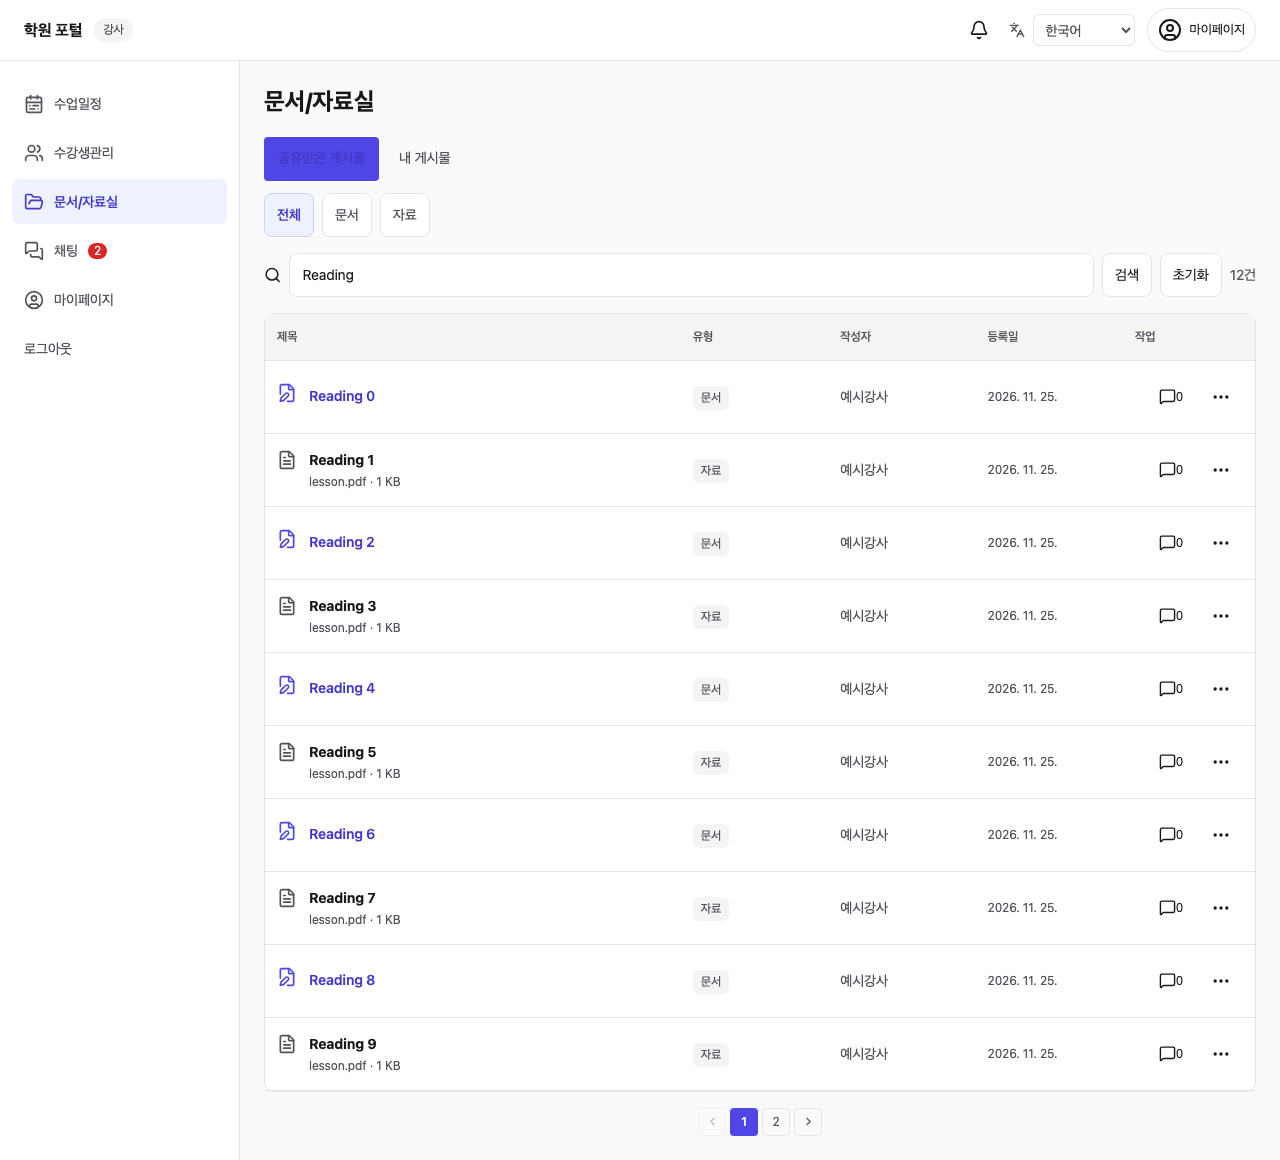 학원 포털 강사
한국어
마이페이지
수업일정
수강생관리
문서/자료실
채팅 2
마이페이지
로그아웃
문서/자료실
공유받은 게시물 내 게시물
전체 문서 자료
Reading 검색 초기화 12건
제목 유형 작성자 등록일 작업
Reading 0 문서 예시강사 2026. 11. 25. 0
Reading 1 자료 예시강사 2026. 11. 25. 0
lesson.pdf · 1 KB
Reading 2 문서 예시강사 2026. 11. 25. 0
Reading 3 자료 예시강사 2026. 11. 25. 0
lesson.pdf · 1 KB
Reading 4 문서 예시강사 2026. 11. 25. 0
Reading 5 자료 예시강사 2026. 11. 25. 0
lesson.pdf · 1 KB
Reading 6 문서 예시강사 2026. 11. 25. 0
Reading 7 자료 예시강사 2026. 11. 25. 0
lesson.pdf · 1 KB
Reading 8 문서 예시강사 2026. 11. 25. 0
Reading 9 자료 예시강사 2026. 11. 25. 0
lesson.pdf · 1 KB
1 2